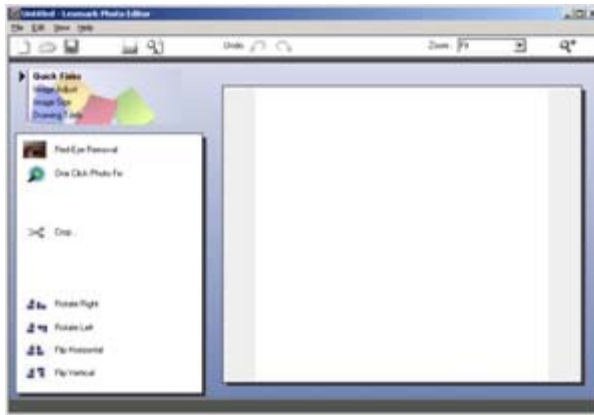 Untitled - Lexmark Photo Editor
File Edit View Help
Undo Zoom: Fit
Quick Fixes
Image Adjust
Image Size
Drawing Tools
Red-Eye Removal
One Click Photo Fix
Crop...
Rotate Right
Rotate Left
Flip Horizontal
Flip Vertical